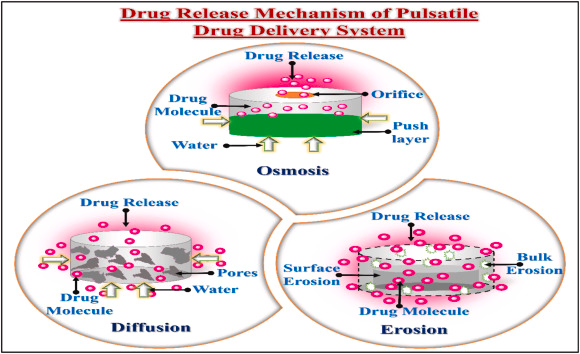 Drug Release Mechanism of Pulsatile
Drug Delivery System
Drug Release
Orifice
Drug
Molecule
Push
layer
Water
Osmosis
Drug Release
Pores
Water
Drug
Molecule
Diffusion
Drug Release
Bulk
Erosion
Surface
Erosion
Drug Molecule
Erosion